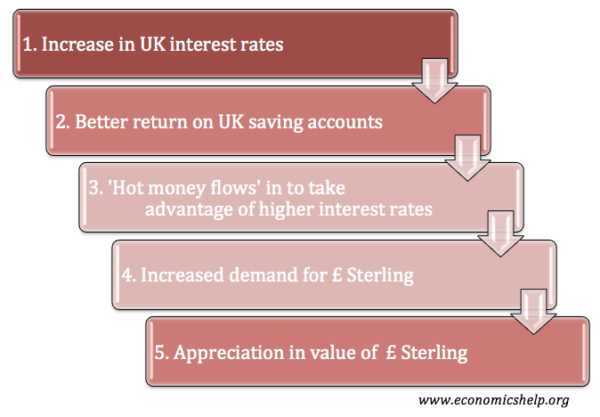 1. Increase in UK interest rates
2. Better return on UK saving accounts
3. 'Hot money flows' in to take
advantage of higher interest rates
4. Increased demand for £ Sterling
5. Appreciation in value of £ Sterling
www.economicshelp.org